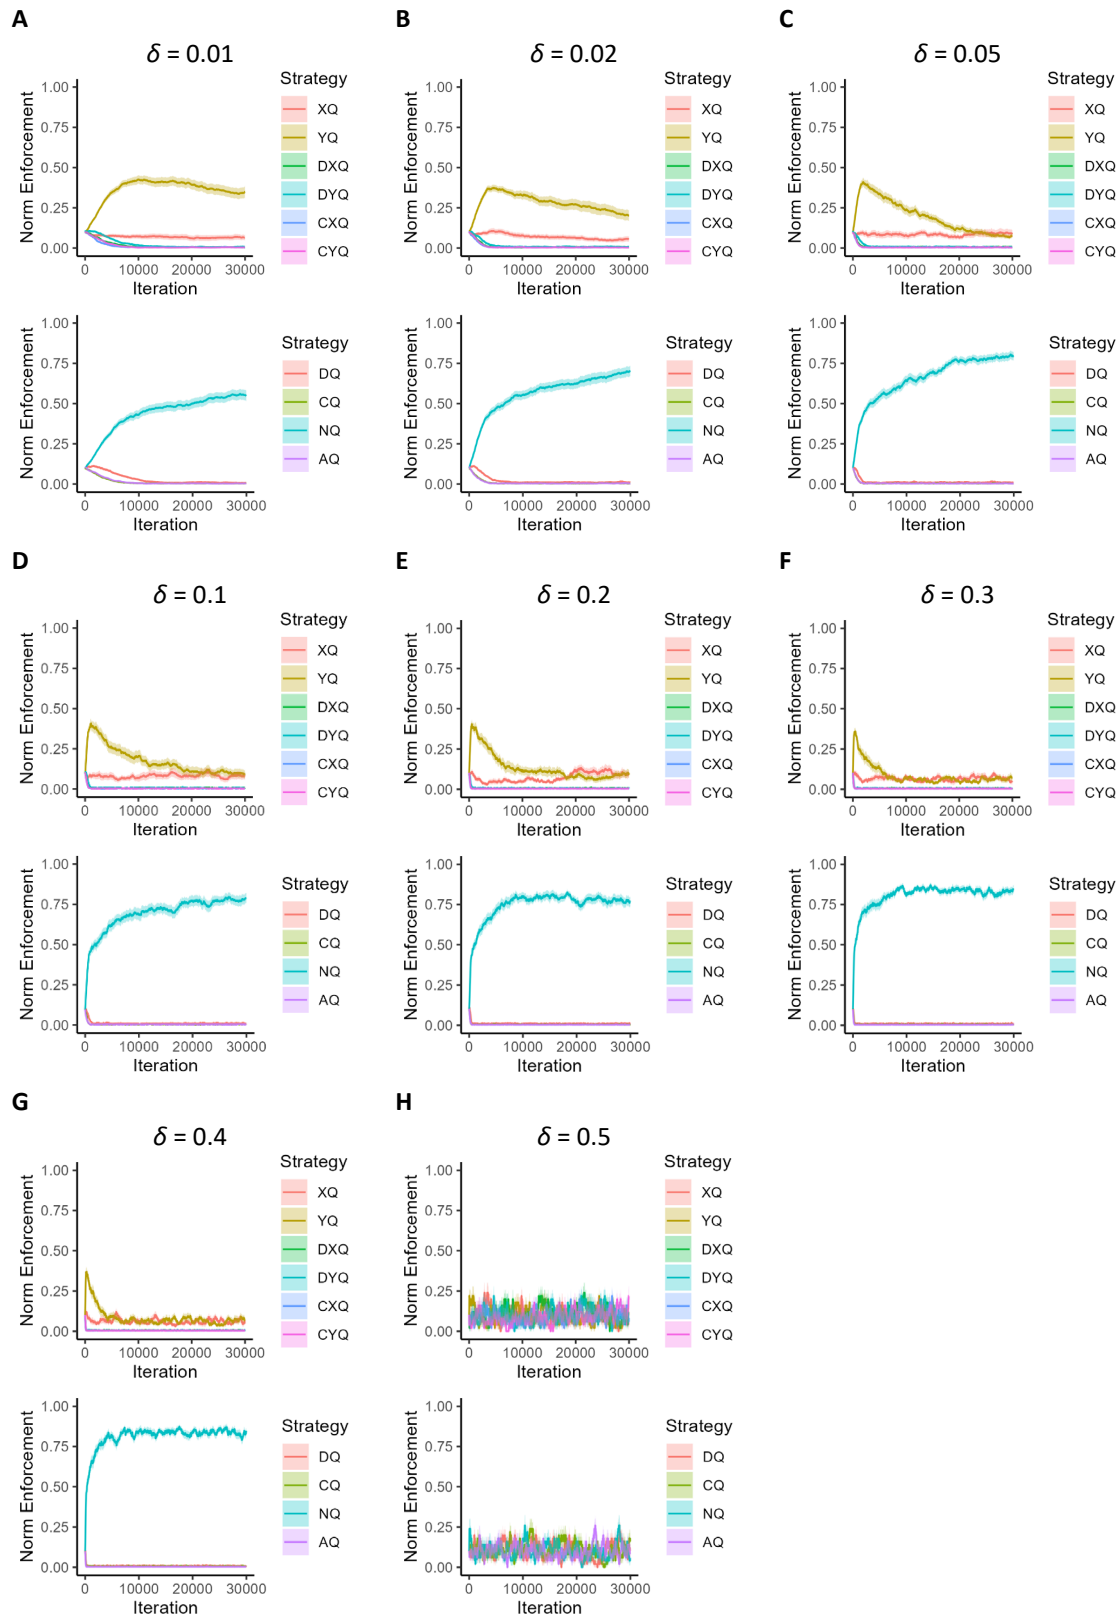 A
B
C
δ = 0.01
δ = 0.02
δ = 0.05
Norm Enforcement
1.00
0.75
0.50
0.25
0.00
0
10000
20000
30000
Iteration
Strategy
XQ
YQ
DXQ
DYQ
CXQ
CYQ
Norm Enforcement
1.00
0.75
0.50
0.25
0.00
0
10000
20000
30000
Iteration
Strategy
XQ
YQ
DXQ
DYQ
CXQ
CYQ
Norm Enforcement
1.00
0.75
0.50
0.25
0.00
0
10000
20000
30000
Iteration
Strategy
XQ
YQ
DXQ
DYQ
CXQ
CYQ
Norm Enforcement
1.00
0.75
0.50
0.25
0.00
0
10000
20000
30000
Iteration
Strategy
DQ
CQ
NQ
AQ
Norm Enforcement
1.00
0.75
0.50
0.25
0.00
0
10000
20000
30000
Iteration
Strategy
DQ
CQ
NQ
AQ
Norm Enforcement
1.00
0.75
0.50
0.25
0.00
0
10000
20000
30000
Iteration
Strategy
DQ
CQ
NQ
AQ
D
E
F
δ = 0.1
δ = 0.2
δ = 0.3
Norm Enforcement
1.00
0.75
0.50
0.25
0.00
0
10000
20000
30000
Iteration
Strategy
XQ
YQ
DXQ
DYQ
CXQ
CYQ
Norm Enforcement
1.00
0.75
0.50
0.25
0.00
0
10000
20000
30000
Iteration
Strategy
XQ
YQ
DXQ
DYQ
CXQ
CYQ
Norm Enforcement
1.00
0.75
0.50
0.25
0.00
0
10000
20000
30000
Iteration
Strategy
XQ
YQ
DXQ
DYQ
CXQ
CYQ
Norm Enforcement
1.00
0.75
0.50
0.25
0.00
0
10000
20000
30000
Iteration
Strategy
DQ
CQ
NQ
AQ
Norm Enforcement
1.00
0.75
0.50
0.25
0.00
0
10000
20000
30000
Iteration
Strategy
DQ
CQ
NQ
AQ
Norm Enforcement
1.00
0.75
0.50
0.25
0.00
0
10000
20000
30000
Iteration
Strategy
DQ
CQ
NQ
AQ
G
H
δ = 0.4
δ = 0.5
Norm Enforcement
1.00
0.75
0.50
0.25
0.00
0
10000
20000
30000
Iteration
Strategy
XQ
YQ
DXQ
DYQ
CXQ
CYQ
Norm Enforcement
1.00
0.75
0.50
0.25
0.00
0
10000
20000
30000
Iteration
Strategy
XQ
YQ
DXQ
DYQ
CXQ
CYQ
Norm Enforcement
1.00
0.75
0.50
0.25
0.00
0
10000
20000
30000
Iteration
Strategy
DQ
CQ
NQ
AQ
Norm Enforcement
1.00
0.75
0.50
0.25
0.00
0
10000
20000
30000
Iteration
Strategy
DQ
CQ
NQ
AQ